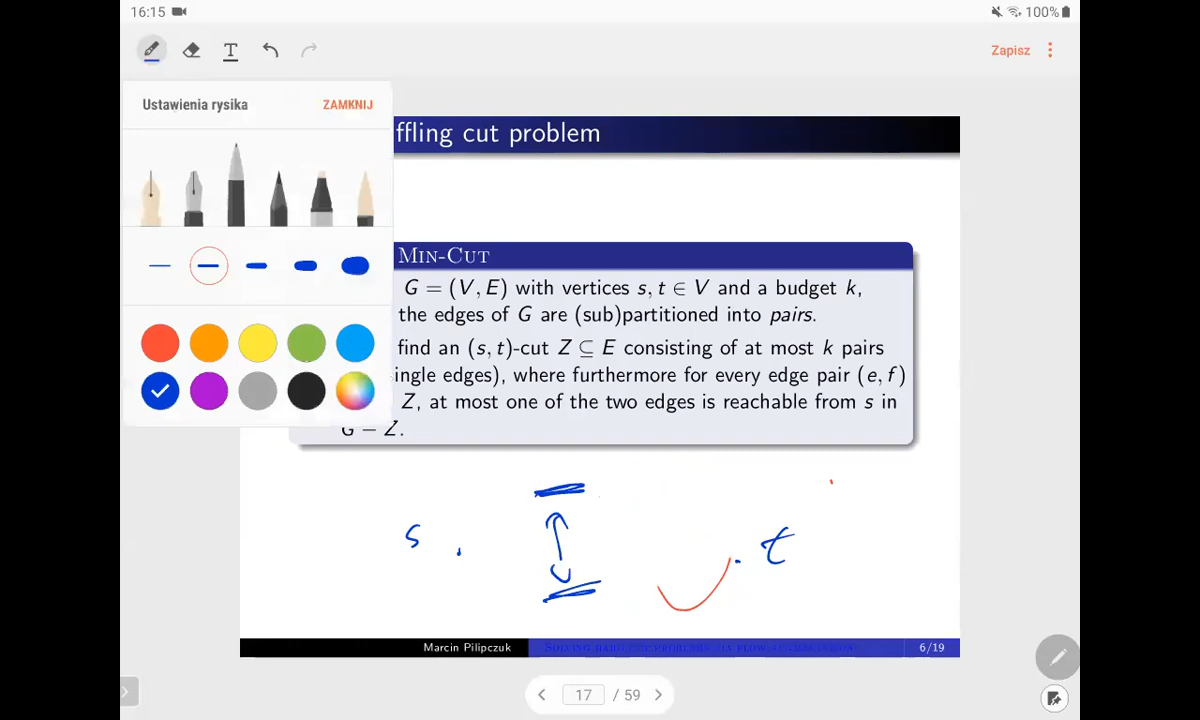 16:15 100%
Zapisz
Ustawienia rysika ZAMKNIJ
ffling cut problem
MIN-CUT
G = (V, E) with vertices s, t ∈ V and a budget k,
the edges of G are (sub)partitioned into pairs.
find an (s, t)-cut Z ⊆ E consisting of at most k pairs
ingle edges), where furthermore for every edge pair (e, f)
Z, at most one of the two edges is reachable from s in
G − Z.
s . . t
Marcin Pilipczuk 6/19
17 / 59